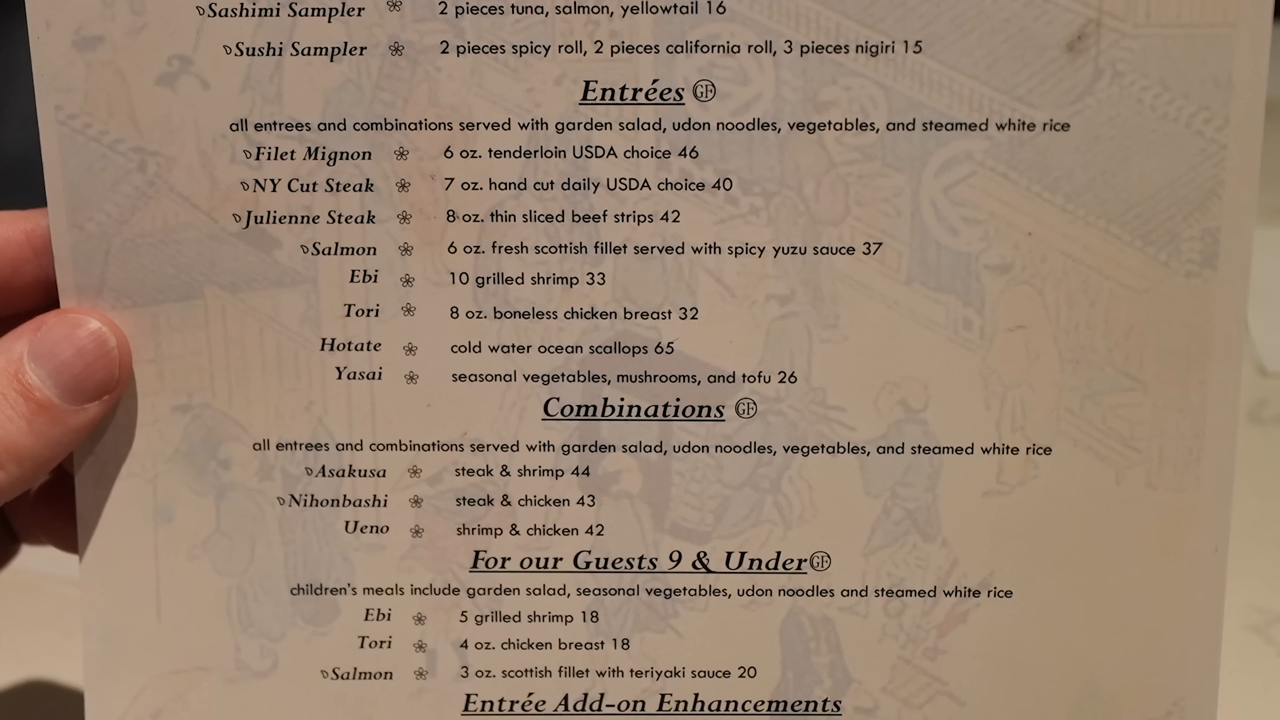 Sashimi Sampler 2 pieces tuna, salmon, yellowtail 16
Sushi Sampler 2 pieces spicy roll, 2 pieces california roll, 3 pieces nigiri 15
Entrées GF
all entrees and combinations served with garden salad, udon noodles, vegetables, and steamed white rice
Filet Mignon 6 oz. tenderloin USDA choice 46
NY Cut Steak 7 oz. hand cut daily USDA choice 40
Julienne Steak 8 oz. thin sliced beef strips 42
Salmon 6 oz. fresh scottish fillet served with spicy yuzu sauce 37
Ebi 10 grilled shrimp 33
Tori 8 oz. boneless chicken breast 32
Hotate cold water ocean scallops 65
Yasai seasonal vegetables, mushrooms, and tofu 26
Combinations GF
all entrees and combinations served with garden salad, udon noodles, vegetables, and steamed white rice
Asakusa steak & shrimp 44
Nihonbashi steak & chicken 43
Ueno shrimp & chicken 42
For our Guests 9 & Under GF
children's meals include garden salad, seasonal vegetables, udon noodles and steamed white rice
Ebi 5 grilled shrimp 18
Tori 4 oz. chicken breast 18
Salmon 3 oz. scottish fillet with teriyaki sauce 20
Entrée Add-on Enhancements